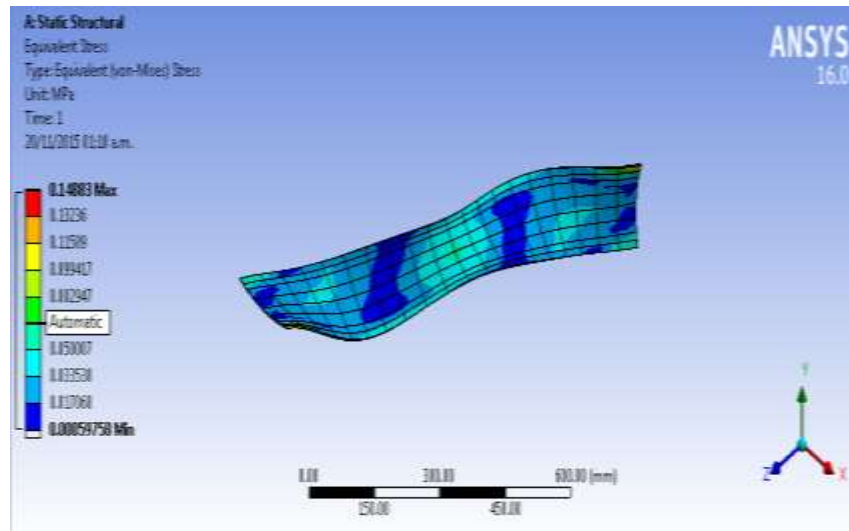 A: Static Structural
Equivalent Stress
Type: Equivalent (von-Mises) Stress
Unit: MPa
Time: 1
20/11/2015 01:18 a.m.
ANSYS
16.0
0.14883 Max
0.13236
0.11589
0.099417
0.082947
Automatic
0.050007
0.033538
0.017068
0.00059758 Min
0.00
300.00
600.00 (mm)
150.00
450.00
Y
Z
X